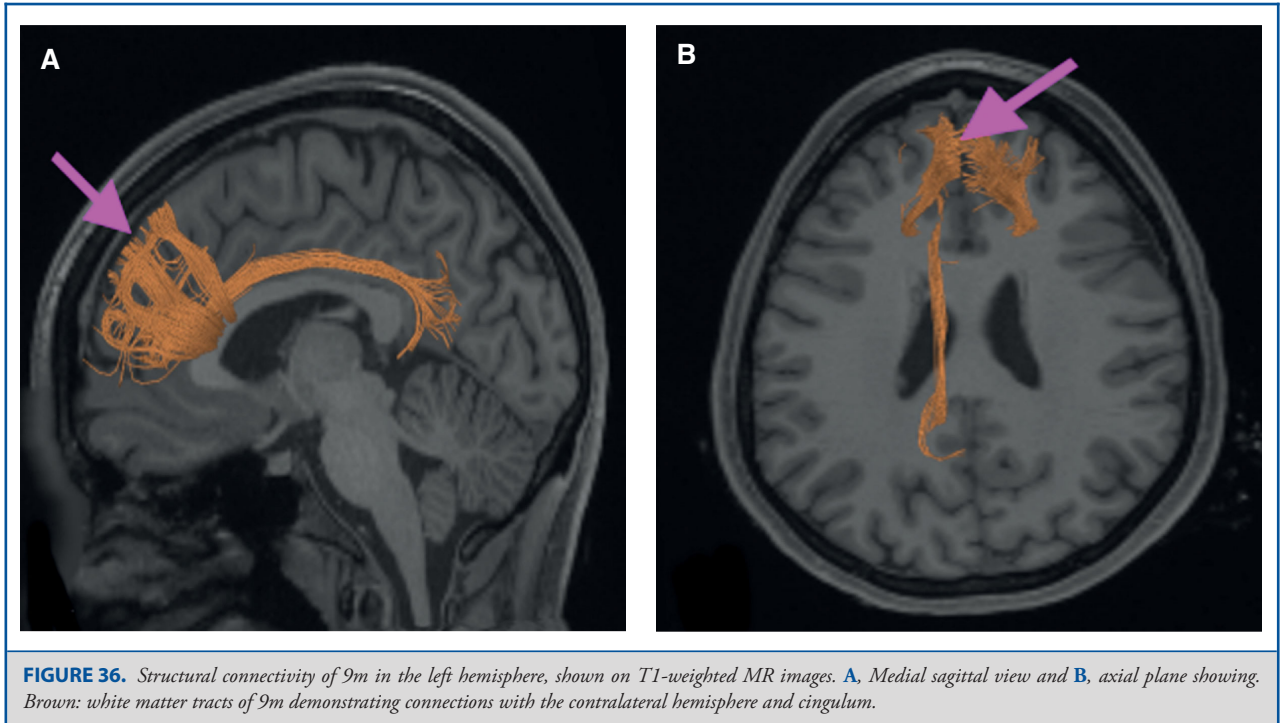 A
B
FIGURE 36. Structural connectivity of 9m in the left hemisphere, shown on T1-weighted MR images. A, Medial sagittal view and B, axial plane showing.
Brown: white matter tracts of 9m demonstrating connections with the contralateral hemisphere and cingulum.